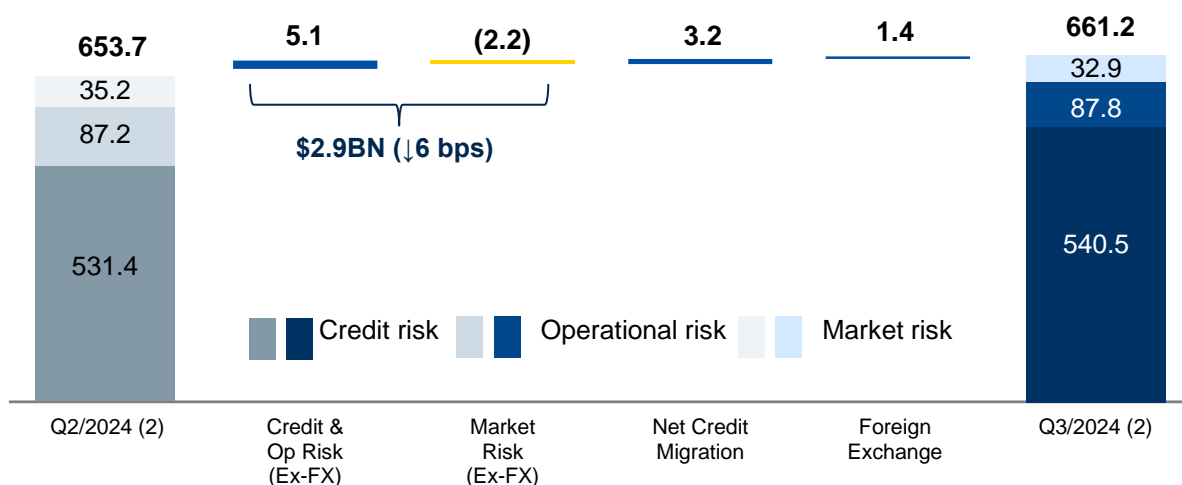 653.7
5.1
(2.2)
3.2
1.4
661.2
35.2
87.2
531.4
$2.9BN (↓6 bps)
32.9
87.8
540.5
Credit risk
Operational risk
Market risk
Q2/2024 (2)
Credit &
Op Risk
(Ex-FX)
Market
Risk
(Ex-FX)
Net Credit
Migration
Foreign
Exchange
Q3/2024 (2)